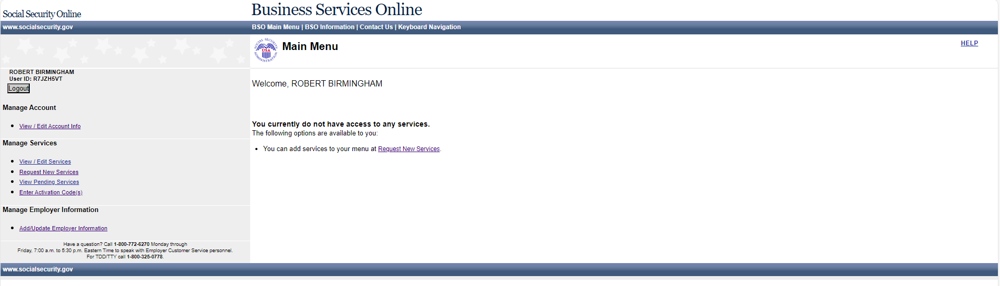 Social Security Online
Business Services Online
www.socialsecurity.gov
BSO Main Menu | BSO Information | Contact Us | Keyboard Navigation
SOCIAL SECURITY ADMINISTRATION
USA
Main Menu
HELP
ROBERT BIRMINGHAM
User ID: R7JZH5VT
Logout
Manage Account
View / Edit Account Info
Manage Services
View / Edit Services
Request New Services
View Pending Services
Enter Activation Code(s)
Manage Employer Information
Add/Update Employer Information
Have a question? Call 1-800-772-6270 Monday through
Friday, 7:00 a.m. to 5:30 p.m. Eastern Time to speak with Employer Customer Service personnel.
For TDD/TTY call 1-800-325-0778.
Welcome, ROBERT BIRMINGHAM
You currently do not have access to any services.
The following options are available to you:
You can add services to your menu at Request New Services.
www.socialsecurity.gov